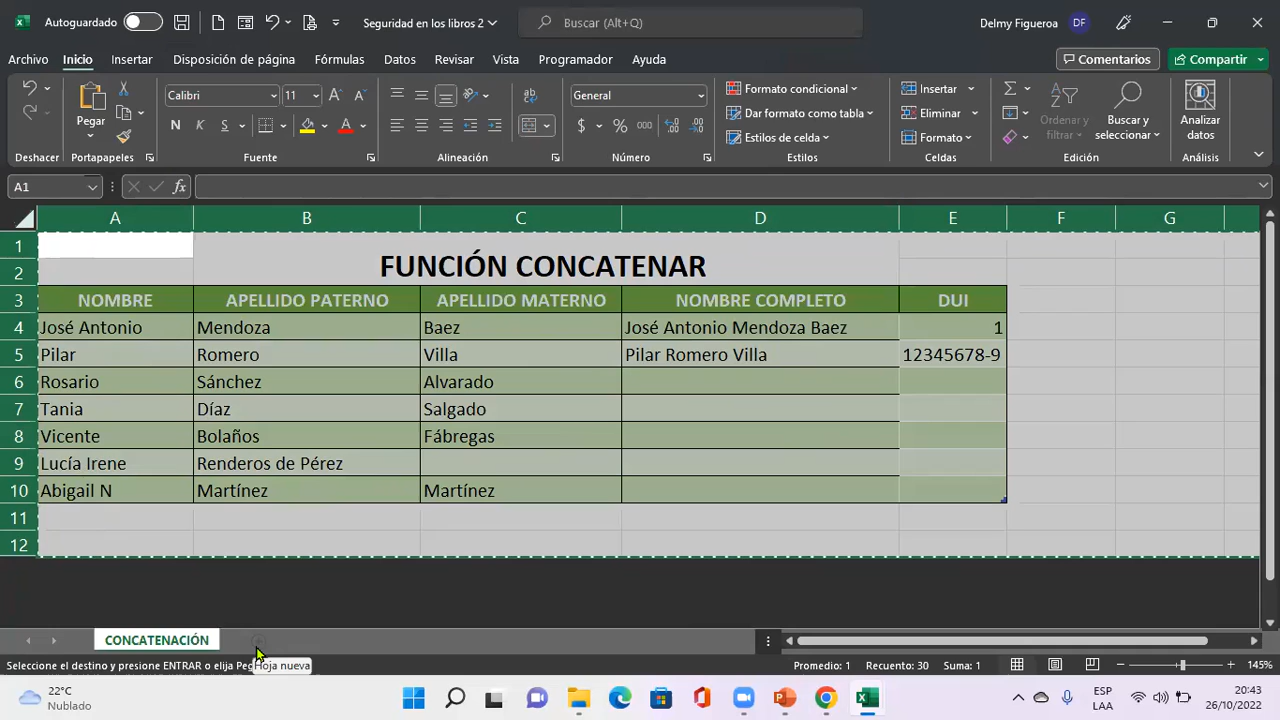 Autoguardado Seguridad en los libros 2 Buscar (Alt+Q) Delmy Figueroa DF
Archivo Inicio Insertar Disposición de página Fórmulas Datos Revisar Vista Programador Ayuda Comentarios Compartir
Pegar Calibri 11 General Formato condicional Insertar
N K S $ % 000 Dar formato como tabla Eliminar Ordenar y filtrar Buscar y seleccionar Analizar datos
Estilos de celda Formato
Deshacer Portapapeles Fuente Alineación Número Estilos Celdas Edición Análisis
A1 fx
A B C D E F G
1
2 FUNCIÓN CONCATENAR
3 NOMBRE APELLIDO PATERNO APELLIDO MATERNO NOMBRE COMPLETO DUI
4 José Antonio Mendoza Baez José Antonio Mendoza Baez 1
5 Pilar Romero Villa Pilar Romero Villa 12345678-9
6 Rosario Sánchez Alvarado
7 Tania Díaz Salgado
8 Vicente Bolaños Fábregas
9 Lucía Irene Renderos de Pérez
10 Abigail N Martínez Martínez
11
12
CONCATENACIÓN
Seleccione el destino y presione ENTRAR o elija Peg Hoja nueva Promedio: 1 Recuento: 30 Suma: 1 145%
22°C ESP 20:43
Nublado LAA 26/10/2022